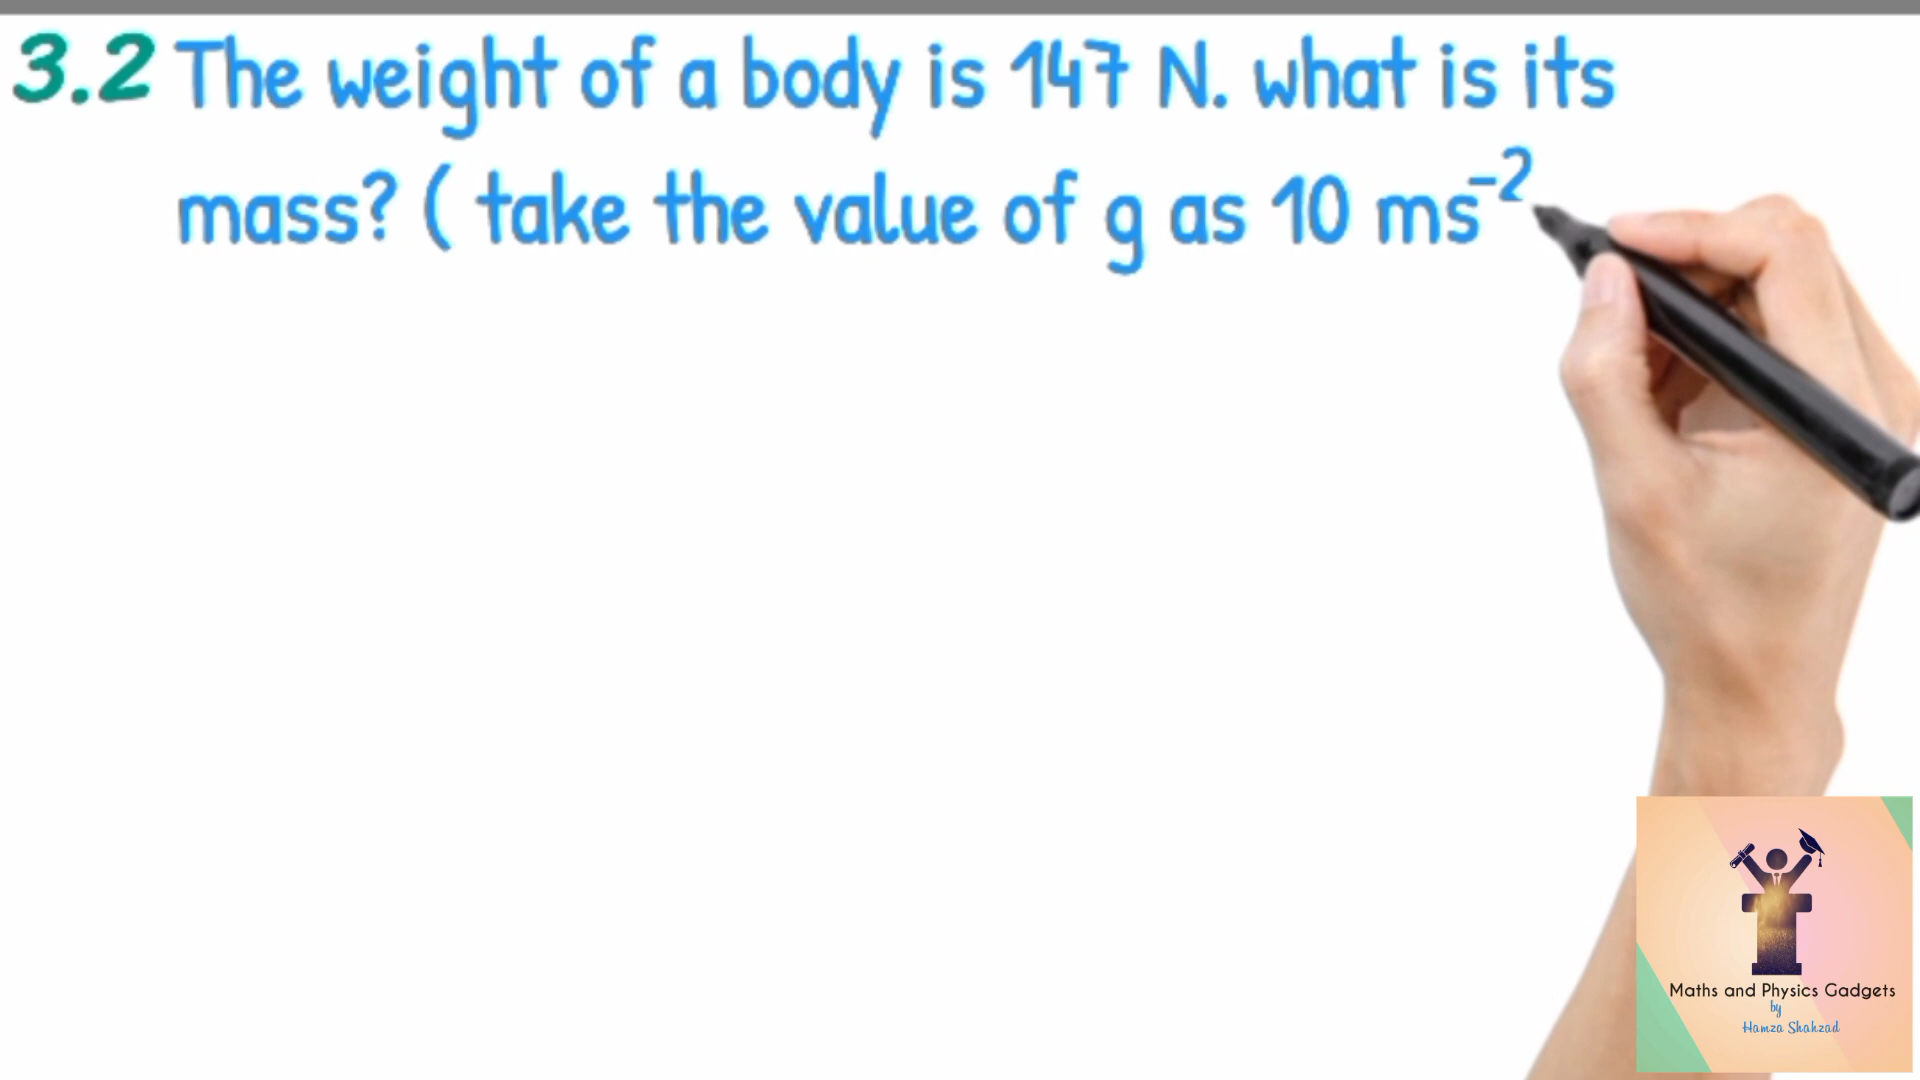 3.2 The weight of a body is 147 N. what is its
mass? ( take the value of g as 10 ms⁻²
Maths and Physics Gadgets
by
Hamza Shahzad